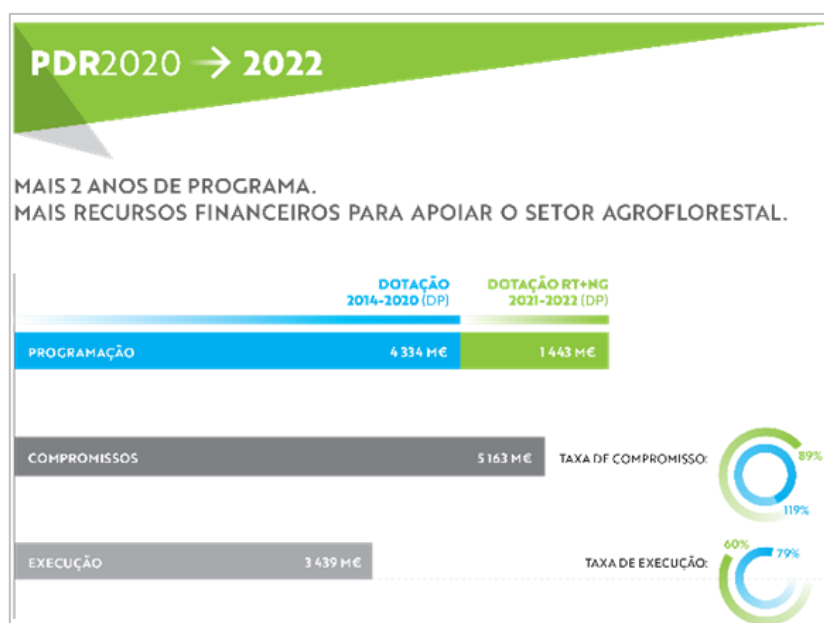 PDR2020 → 2022
MAIS 2 ANOS DE PROGRAMA.
MAIS RECURSOS FINANCEIROS PARA APOIAR O SETOR AGROFLORESTAL.
DOTAÇÃO
2014-2020 (DP)
DOTAÇÃO RT+NG
2021-2022 (DP)
PROGRAMAÇÃO 4 334 M€ 1 443 M€
COMPROMISSOS 5 163 M€ TAXA DE COMPROMISSO: 89%
119%
EXECUÇÃO 3 439 M€ TAXA DE EXECUÇÃO: 60% 79%